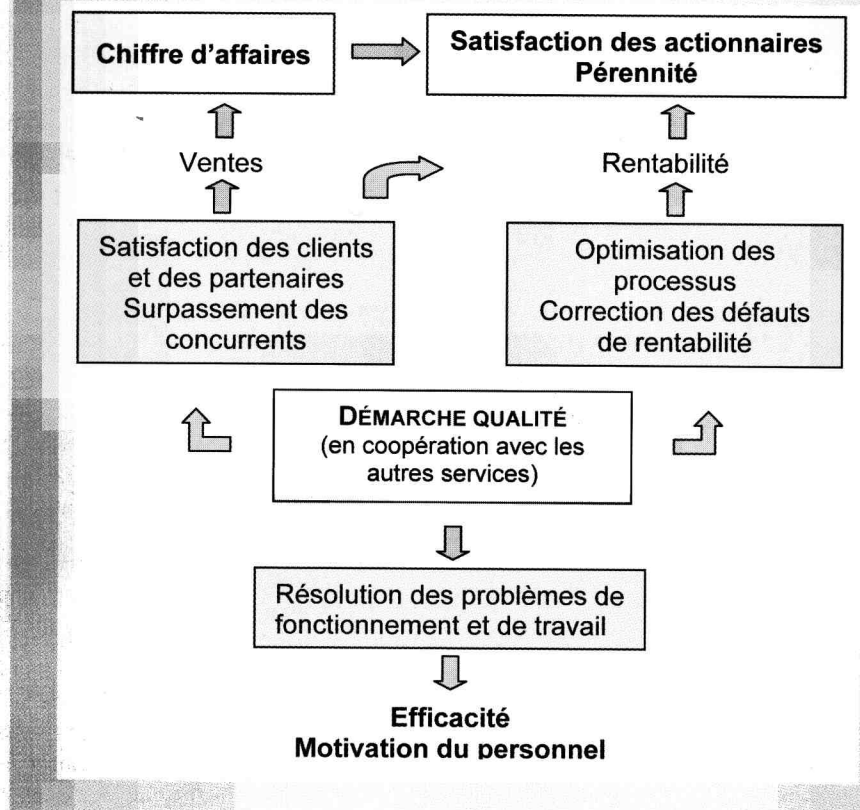 Chiffre d'affaires
Satisfaction des actionnaires
Pérennité
Ventes
Rentabilité
Satisfaction des clients
et des partenaires
Surpassement des
concurrents
Optimisation des
processus
Correction des défauts
de rentabilité
DÉMARCHE QUALITÉ
(en coopération avec les
autres services)
Résolution des problèmes de
fonctionnement et de travail
Efficacité
Motivation du personnel